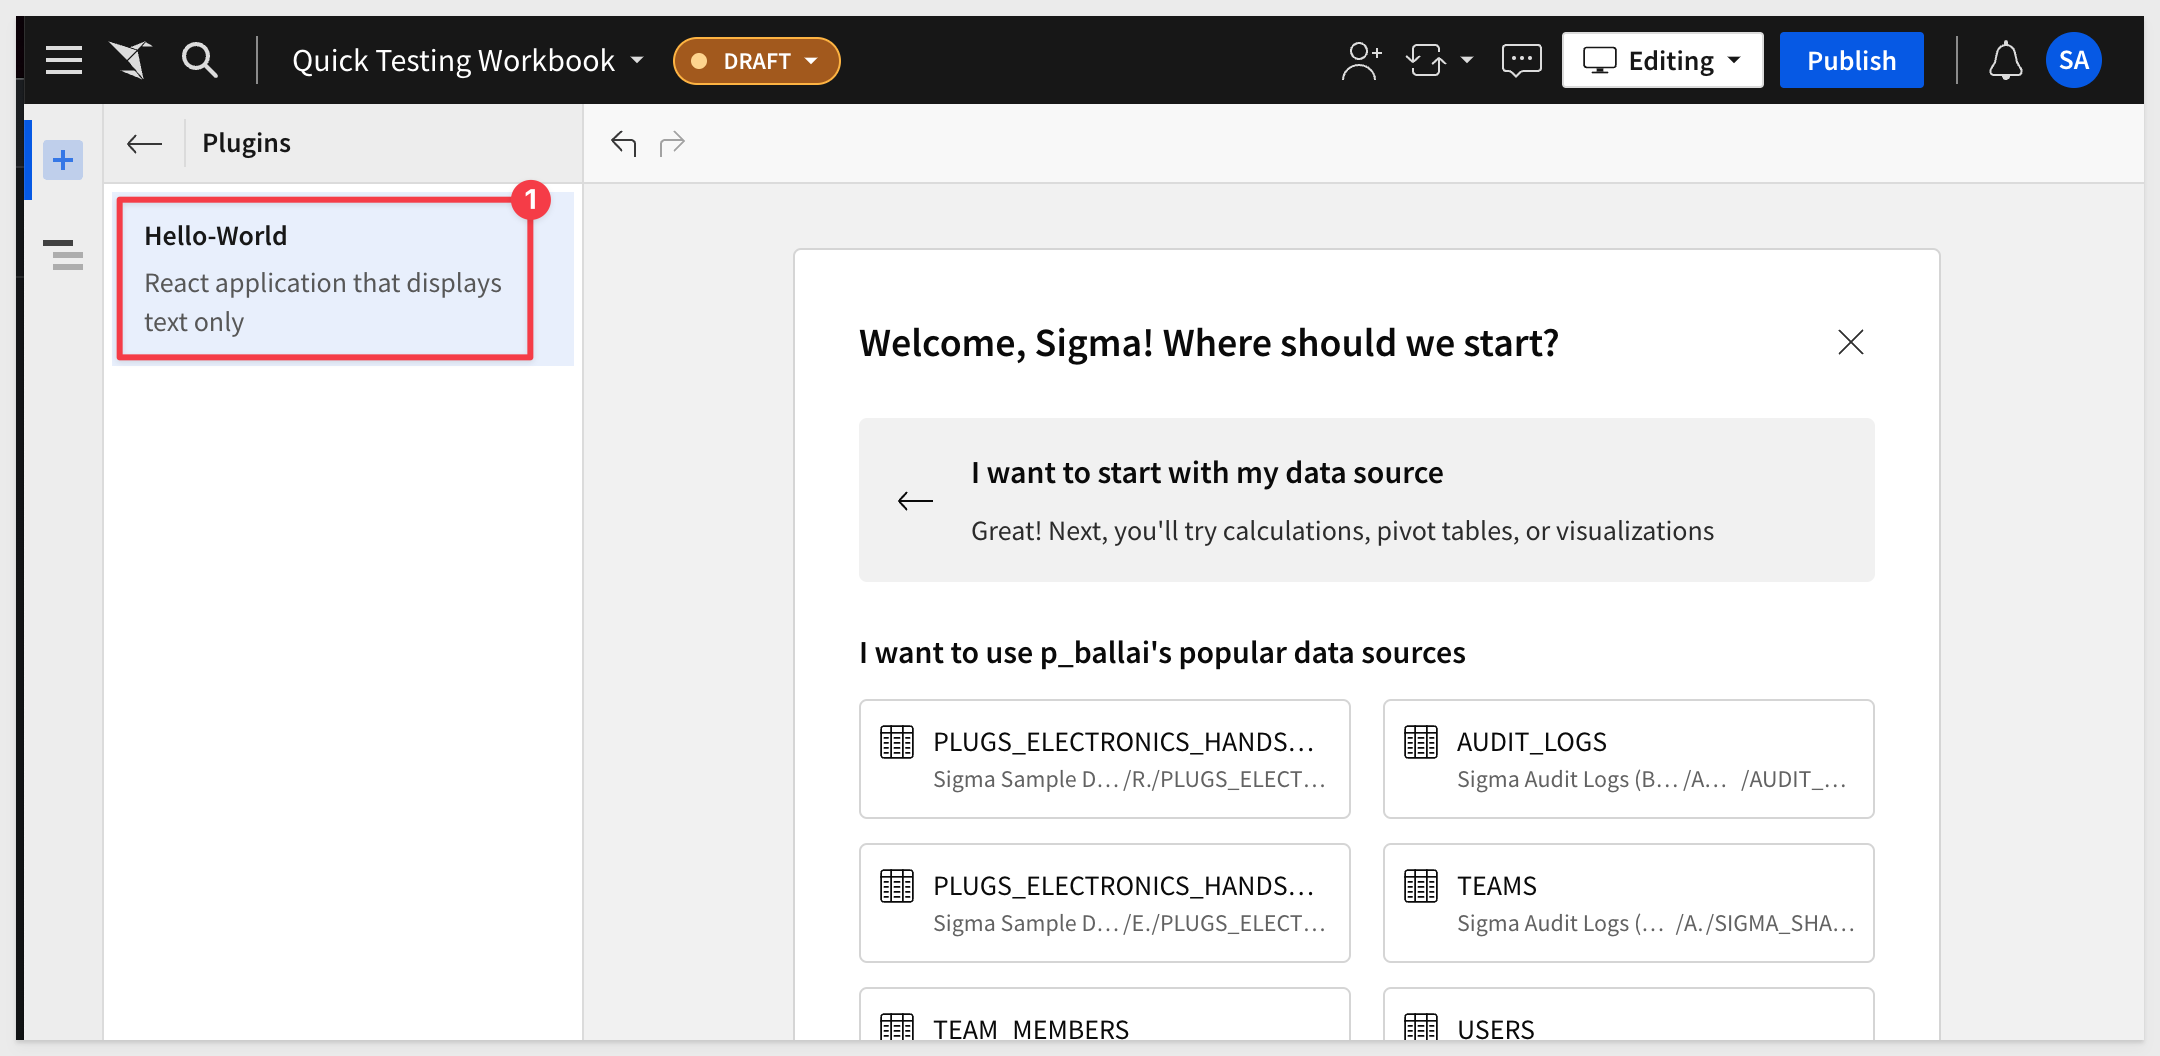 Quick Testing Workbook
DRAFT
Editing
Publish
SA
Plugins
1
Hello-World
React application that displays
text only
Welcome, Sigma! Where should we start?
I want to start with my data source
Great! Next, you'll try calculations, pivot tables, or visualizations
I want to use p_ballai's popular data sources
PLUGS_ELECTRONICS_HANDS...
Sigma Sample D... /R./PLUGS_ELECT...
AUDIT_LOGS
Sigma Audit Logs (B... /A... /AUDIT_...
PLUGS_ELECTRONICS_HANDS...
Sigma Sample D... /E./PLUGS_ELECT...
TEAMS
Sigma Audit Logs (... /A./SIGMA_SHA...
TEAM_MEMBERS
USERS